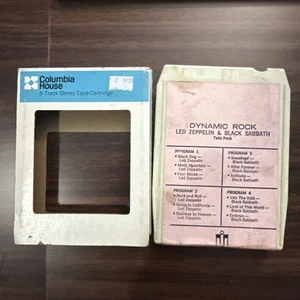 Columbia
House
8-Track Stereo Tape Cartridge
DYNAMIC ROCK
LED ZEPPELIN & BLACK SABBATH
Twin Pack
PROGRAM 1
• Black Dog —
Led Zeppelin
• Misty Mountain —
Led Zeppelin
• Four Sticks —
Led Zeppelin
PROGRAM 2
• Rock and Roll —
Led Zeppelin
• Going to California —
Led Zeppelin
• Stairway to Heaven —
Led Zeppelin
PROGRAM 3
• Sweetleaf —
Black Sabbath
• After Forever —
Black Sabbath
• Solitude —
Black Sabbath
PROGRAM 4
• Into The Void —
Black Sabbath
• Lord of This World —
Black Sabbath
• Embryo —
Black Sabbath